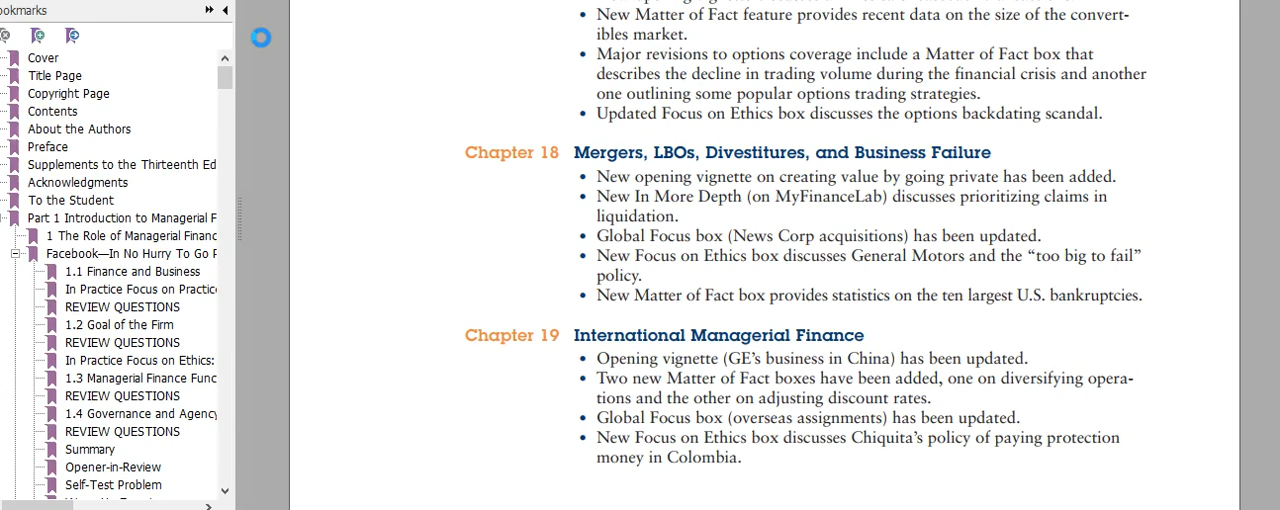 ookmarks
Cover
Title Page
Copyright Page
Contents
About the Authors
Preface
Supplements to the Thirteenth Ed
Acknowledgments
To the Student
Part 1 Introduction to Managerial F
1 The Role of Managerial Financ
Facebook—In No Hurry To Go P
1.1 Finance and Business
In Practice Focus on Practice
REVIEW QUESTIONS
1.2 Goal of the Firm
REVIEW QUESTIONS
In Practice Focus on Ethics:
1.3 Managerial Finance Func
REVIEW QUESTIONS
1.4 Governance and Agency
REVIEW QUESTIONS
Summary
Opener-in-Review
Self-Test Problem
• New Matter of Fact feature provides recent data on the size of the convert-
ibles market.
• Major revisions to options coverage include a Matter of Fact box that
describes the decline in trading volume during the financial crisis and another
one outlining some popular options trading strategies.
• Updated Focus on Ethics box discusses the options backdating scandal.
Chapter 18 Mergers, LBOs, Divestitures, and Business Failure
• New opening vignette on creating value by going private has been added.
• New In More Depth (on MyFinanceLab) discusses prioritizing claims in
liquidation.
• Global Focus box (News Corp acquisitions) has been updated.
• New Focus on Ethics box discusses General Motors and the “too big to fail”
policy.
• New Matter of Fact box provides statistics on the ten largest U.S. bankruptcies.
Chapter 19 International Managerial Finance
• Opening vignette (GE’s business in China) has been updated.
• Two new Matter of Fact boxes have been added, one on diversifying opera-
tions and the other on adjusting discount rates.
• Global Focus box (overseas assignments) has been updated.
• New Focus on Ethics box discusses Chiquita’s policy of paying protection
money in Colombia.